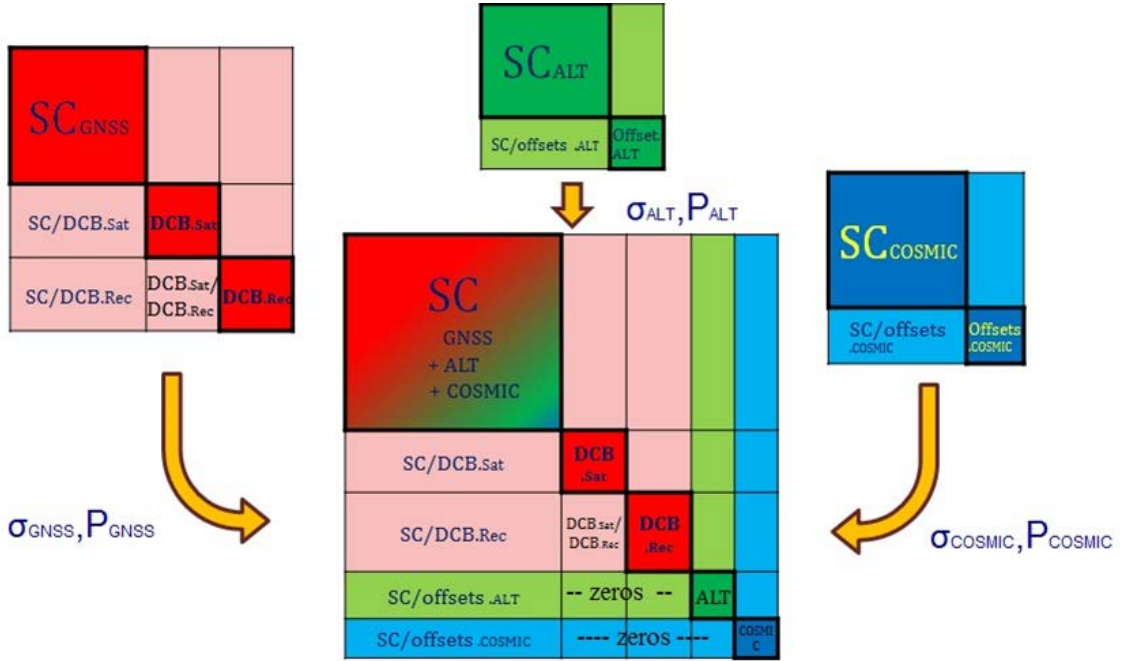 SCGNSS
SC/DCB.Sat
DCB.Sat
SC/DCB.Rec
DCB.Sat/
DCB.Rec
DCB.Rec
SCALT
SC/offsets .ALT
Offset.
ALT
σALT,PALT
SCCOSMIC
SC/offsets
.COSMIC
Offsets
.COSMIC
σGNSS,PGNSS
SC
GNSS
+ ALT
+ COSMIC
SC/DCB.Sat
DCB
.Sat
SC/DCB.Rec
DCB.Sat/
DCB.Rec
DCB
.Rec
SC/offsets .ALT
-- zeros --
ALT
SC/offsets .COSMIC
---- zeros ----
COSMI
C
σCOSMIC,PCOSMIC